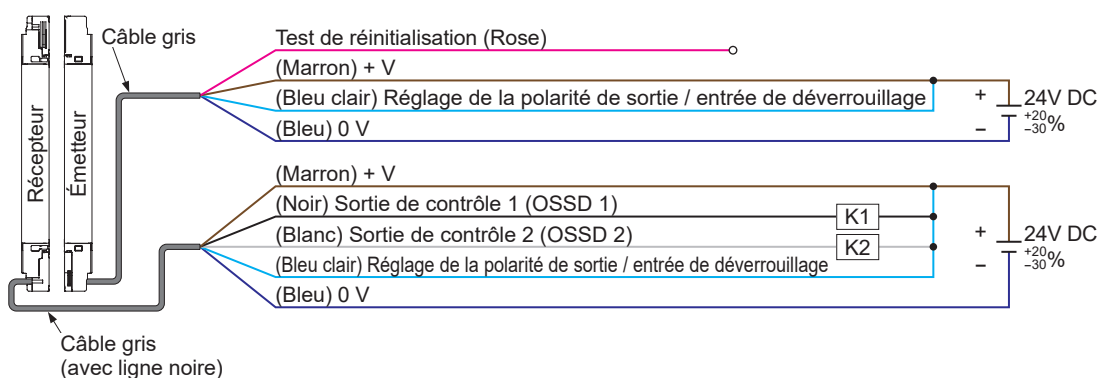 Câble gris
Récepteur
Émetteur
Test de réinitialisation (Rose)
(Marron) + V
(Bleu clair) Réglage de la polarité de sortie / entrée de déverrouillage
(Bleu) 0 V
+
−
24V DC
+20
−30 %
(Marron) + V
(Noir) Sortie de contrôle 1 (OSSD 1)
K1
(Blanc) Sortie de contrôle 2 (OSSD 2)
K2
(Bleu clair) Réglage de la polarité de sortie / entrée de déverrouillage
(Bleu) 0 V
+
−
24V DC
+20
−30 %
Câble gris
(avec ligne noire)